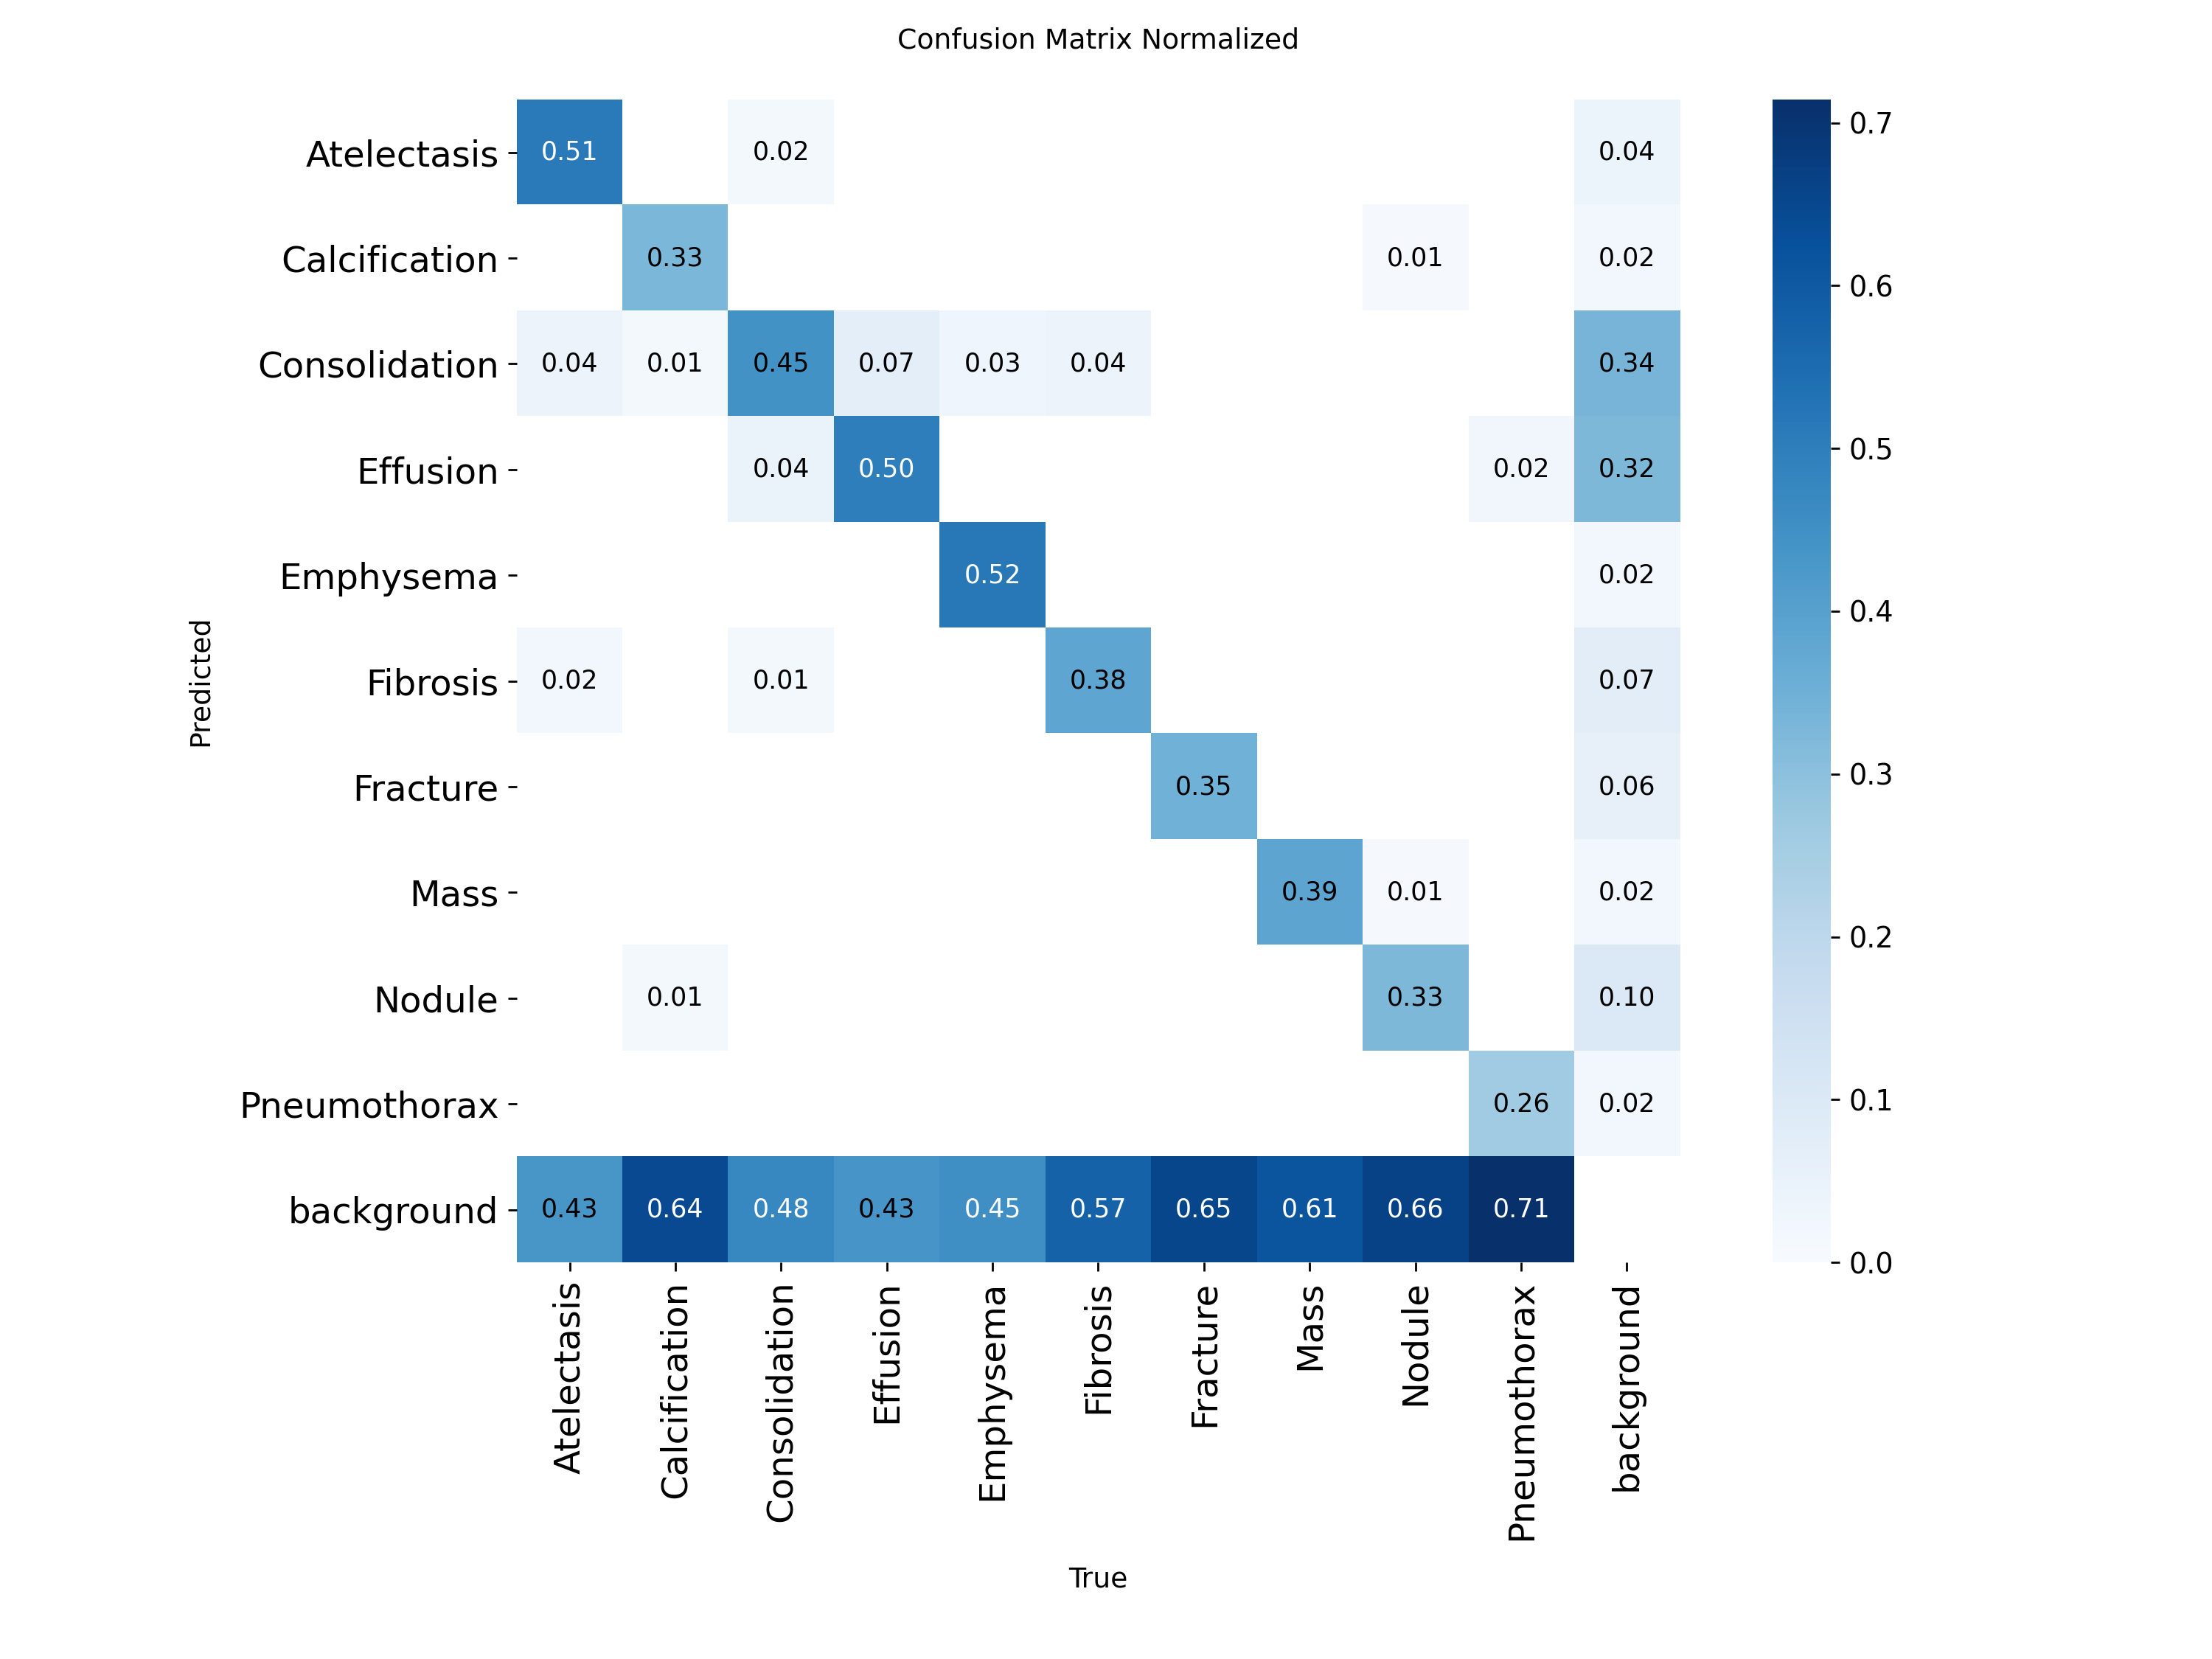 Confusion Matrix Normalized
Atelectasis 0.51 0.02 0.04
Calcification 0.33 0.01 0.02
Consolidation 0.04 0.01 0.45 0.07 0.03 0.04 0.34
Effusion 0.04 0.50 0.02 0.32
Emphysema 0.52 0.02
Fibrosis 0.02 0.01 0.38 0.07
Fracture 0.35 0.06
Mass 0.39 0.01 0.02
Nodule 0.01 0.33 0.10
Pneumothorax 0.26 0.02
background 0.43 0.64 0.48 0.43 0.45 0.57 0.65 0.61 0.66 0.71
Predicted
Atelectasis Calcification Consolidation Effusion Emphysema Fibrosis Fracture Mass Nodule Pneumothorax background
True
0.7
0.6
0.5
0.4
0.3
0.2
0.1
0.0